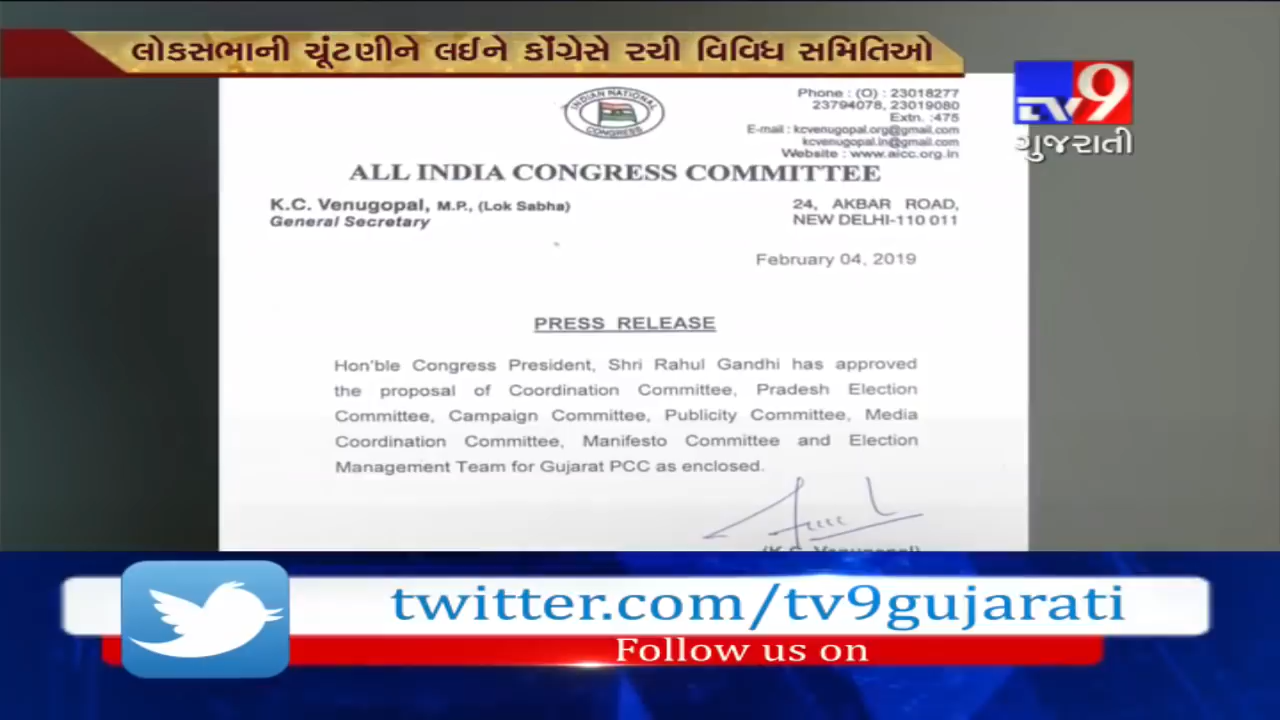 લોકસભાની ચૂંટણીને લઈને કોંગ્રેસે રચી વિવિધ સમિતિઓ
TV9
ગુજરાતી
INDIAN NATIONAL
CONGRESS
Phone : (O) : 23018277
23794078, 23019080
Extn. :475
E-mail : kcvenugopal.org@gmail.com
kcvenugopal.in@gmail.com
Website : www.aicc.org.in
ALL INDIA CONGRESS COMMITTEE
K.C. Venugopal, M.P., (Lok Sabha)
General Secretary
24, AKBAR ROAD,
NEW DELHI-110 011
February 04, 2019
PRESS RELEASE
Hon'ble Congress President, Shri Rahul Gandhi has approved
the proposal of Coordination Committee, Pradesh Election
Committee, Campaign Committee, Publicity Committee, Media
Coordination Committee, Manifesto Committee and Election
Management Team for Gujarat PCC as enclosed.
(K.C. Venugopal)
twitter.com/tv9gujarati
Follow us on